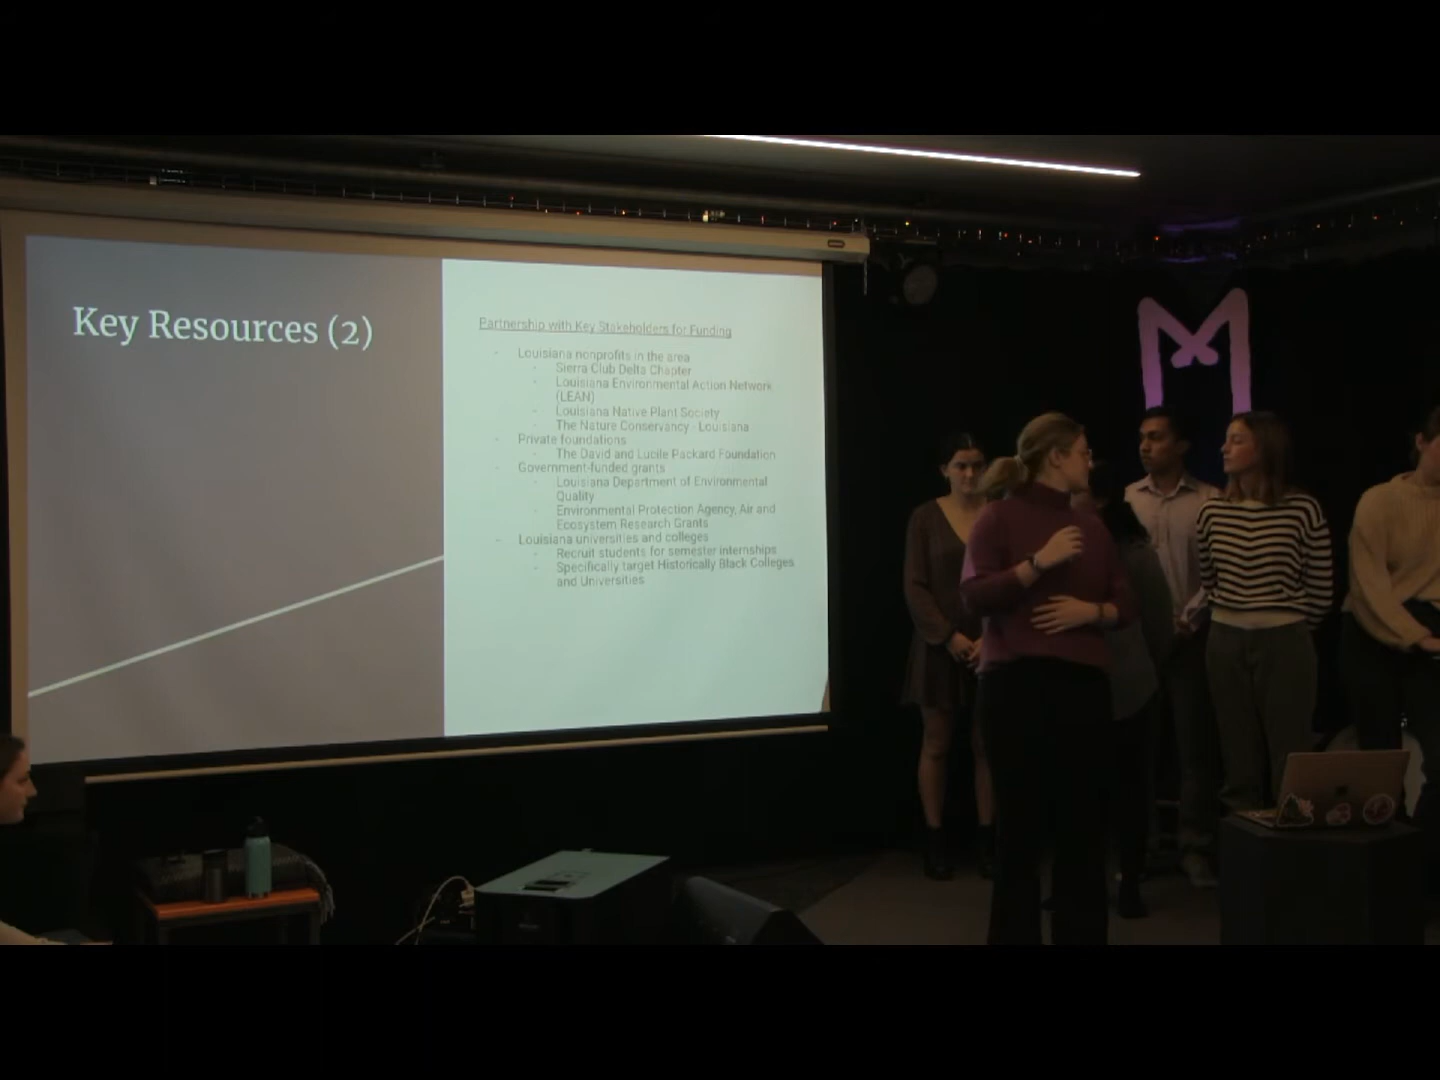 Key Resources (2)
Partnership with Key Stakeholders for Funding
- Louisiana nonprofits in the area
- Sierra Club Delta Chapter
- Louisiana Environmental Action Network
(LEAN)
- Louisiana Native Plant Society
- The Nature Conservancy - Louisiana
- Private foundations
- The David and Lucile Packard Foundation
- Government-funded grants
- Louisiana Department of Environmental
Quality
- Environmental Protection Agency, Air and
Ecosystem Research Grants
- Louisiana universities and colleges
- Recruit students for semester internships
- Specifically target Historically Black Colleges
and Universities
M